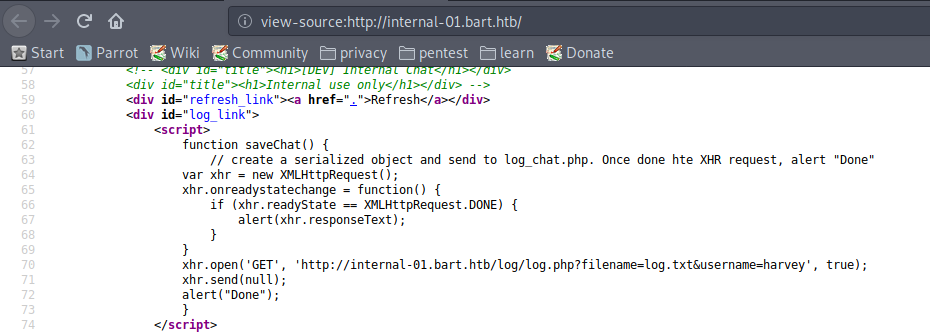 view-source:http://internal-01.bart.htb/
Start Parrot Wiki Community privacy pentest learn Donate
57 <!-- <div id="title"><h1>[DEV] Internal Chat</h1></div>
58 <div id="title"><h1>Internal use only</h1></div> -->
59 <div id="refresh_link"><a href=".">Refresh</a></div>
60 <div id="log_link">
61 <script>
62 function saveChat() {
63 // create a serialized object and send to log_chat.php. Once done hte XHR request, alert "Done"
64 var xhr = new XMLHttpRequest();
65 xhr.onreadystatechange = function() {
66 if (xhr.readyState == XMLHttpRequest.DONE) {
67 alert(xhr.responseText);
68 }
69 }
70 xhr.open('GET', 'http://internal-01.bart.htb/log/log.php?filename=log.txt&username=harvey', true);
71 xhr.send(null);
72 alert("Done");
73 }
74 </script>